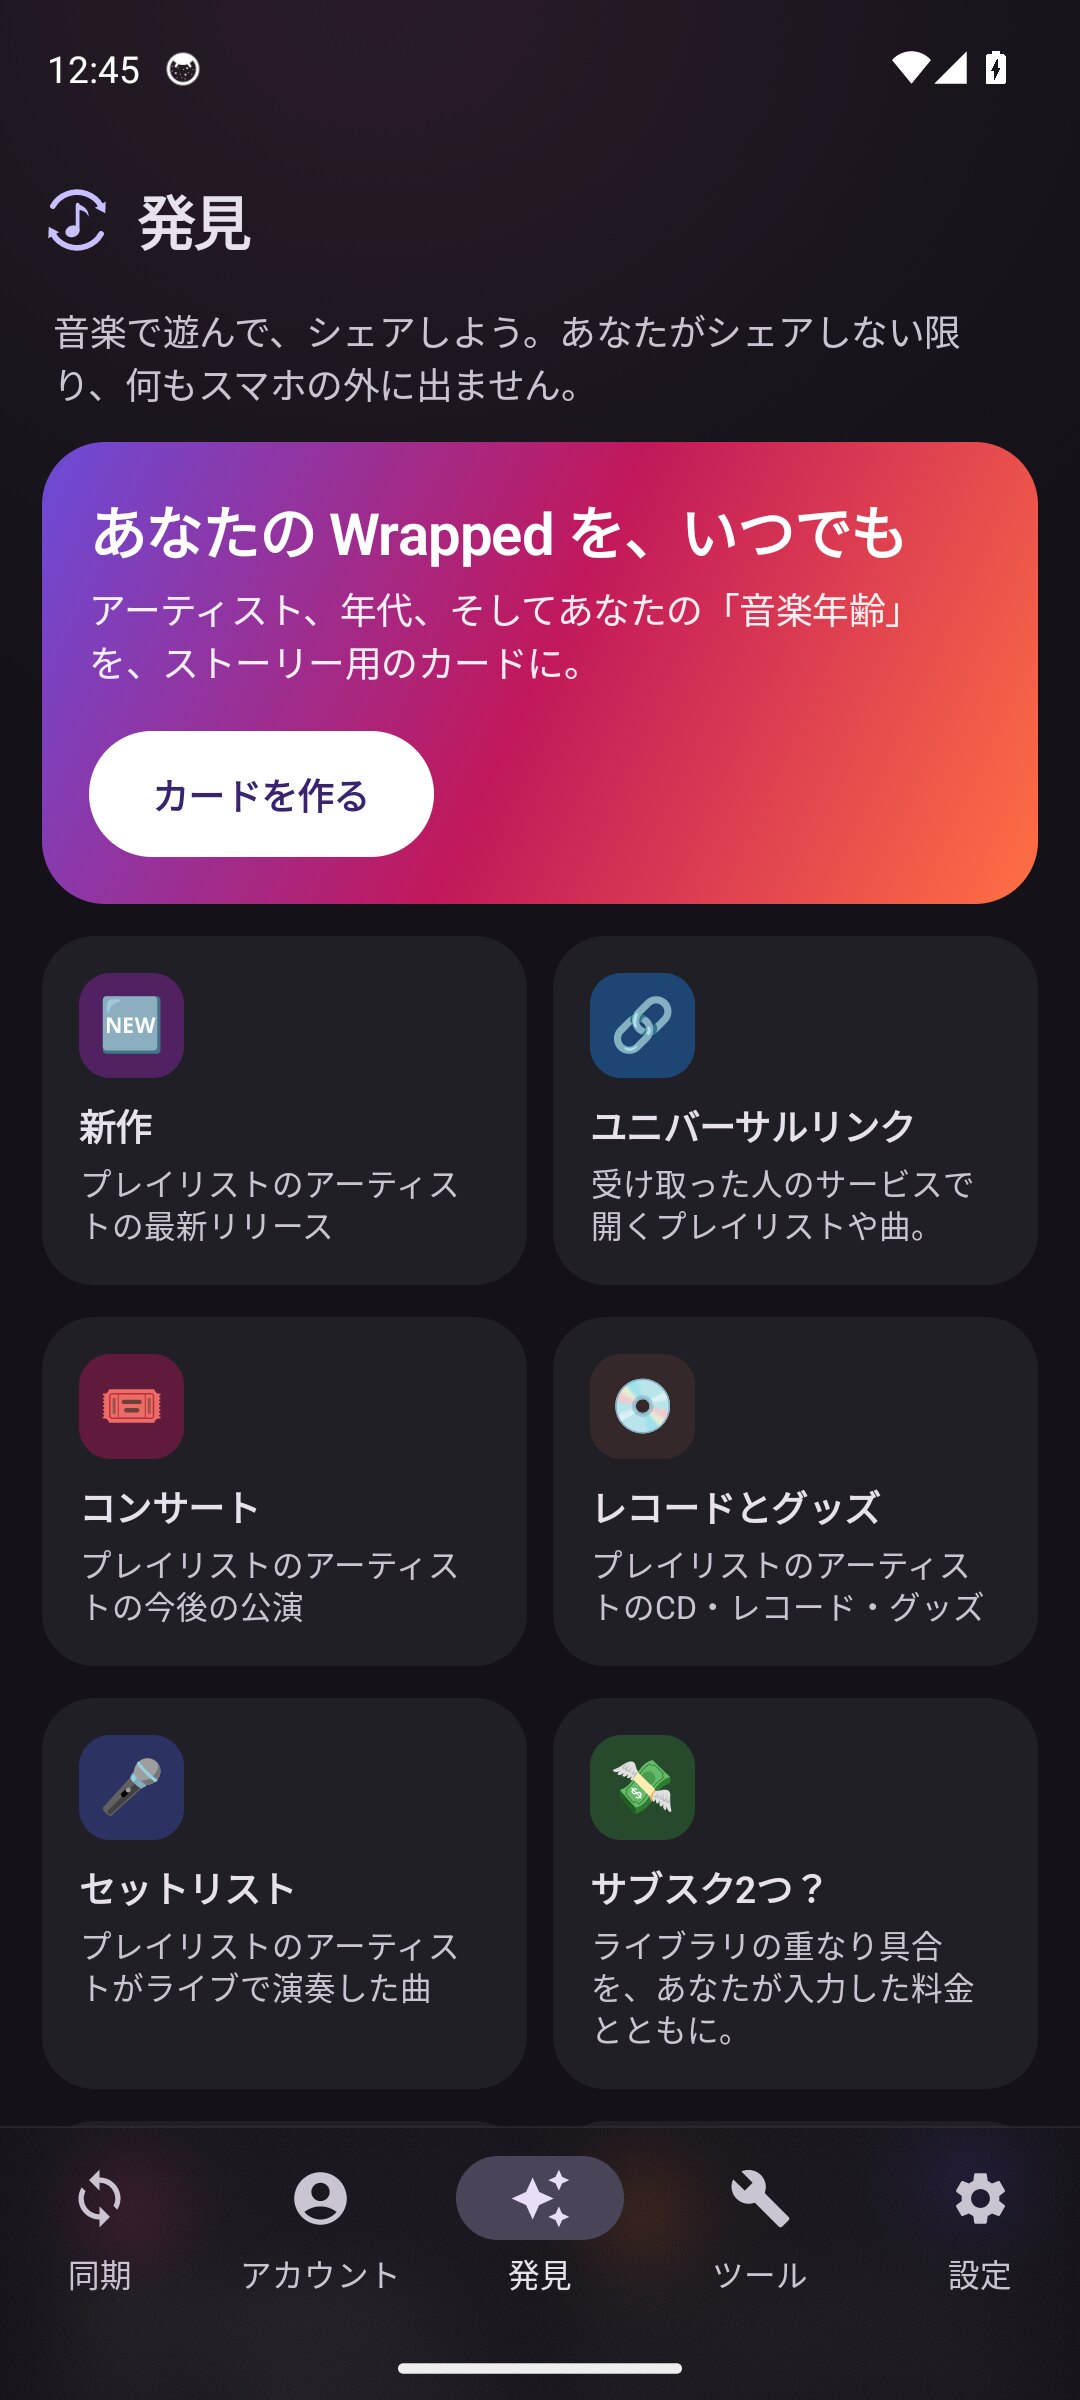 12:45
発見
音楽で遊んで、シェアしよう。あなたがシェアしない限
り、何もスマホの外に出ません。
あなたの Wrapped を、いつでも
アーティスト、年代、そしてあなたの「音楽年齢」
を、ストーリー用のカードに。
カードを作る
NEW
新作
プレイリストのアーティス
トの最新リリース
ユニバーサルリンク
受け取った人のサービスで
開くプレイリストや曲。
コンサート
プレイリストのアーティス
トの今後の公演
レコードとグッズ
プレイリストのアーティス
トのCD・レコード・グッズ
セットリスト
プレイリストのアーティス
トがライブで演奏した曲
サブスク2つ？
ライブラリの重なり具合
を、あなたが入力した料金
とともに。
同期
アカウント
発見
ツール
設定